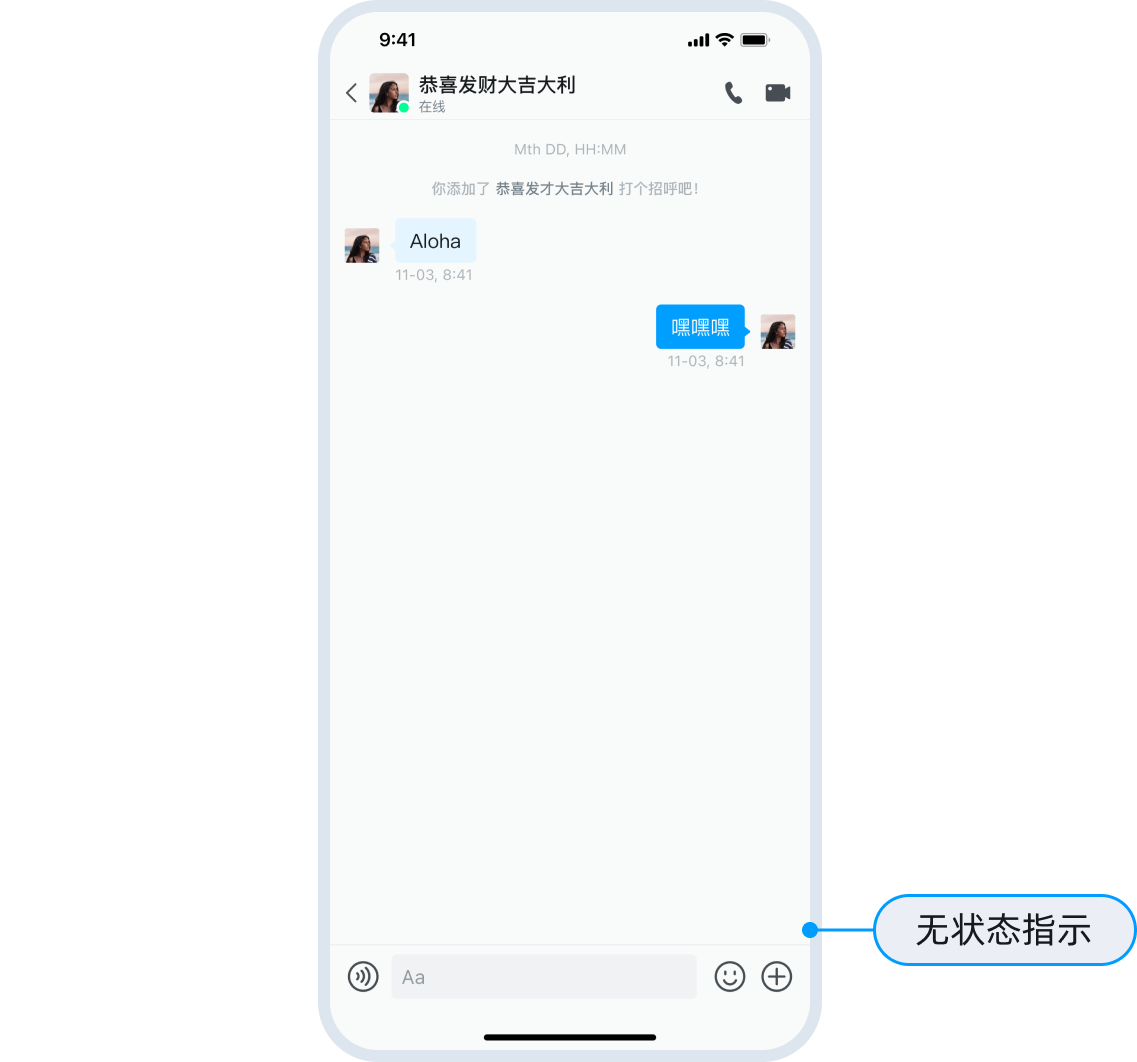 9:41
恭喜发财大吉大利
在线
Mth DD, HH:MM
你添加了 恭喜发才大吉大利 打个招呼吧!
Aloha
11-03, 8:41
嘿嘿嘿
11-03, 8:41
无状态指示
Aa